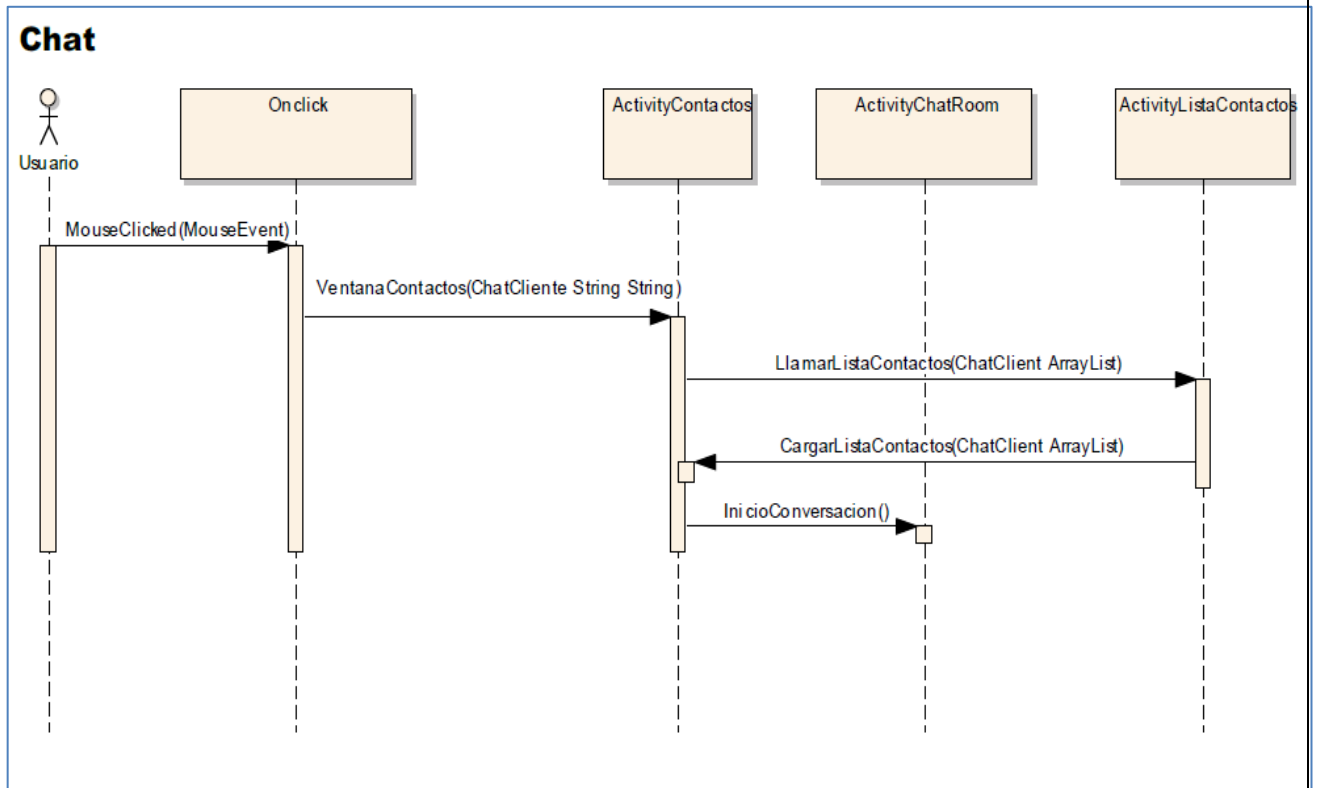 Chat
Onclick
ActivityContactos
ActivityChatRoom
ActivityListaContactos
Usuario
MouseClicked(MouseEvent)
VentanaContactos(ChatCliente String String)
LlamarListaContactos(ChatClient ArrayList)
CargarListaContactos(ChatClient ArrayList)
InicioConversacion()